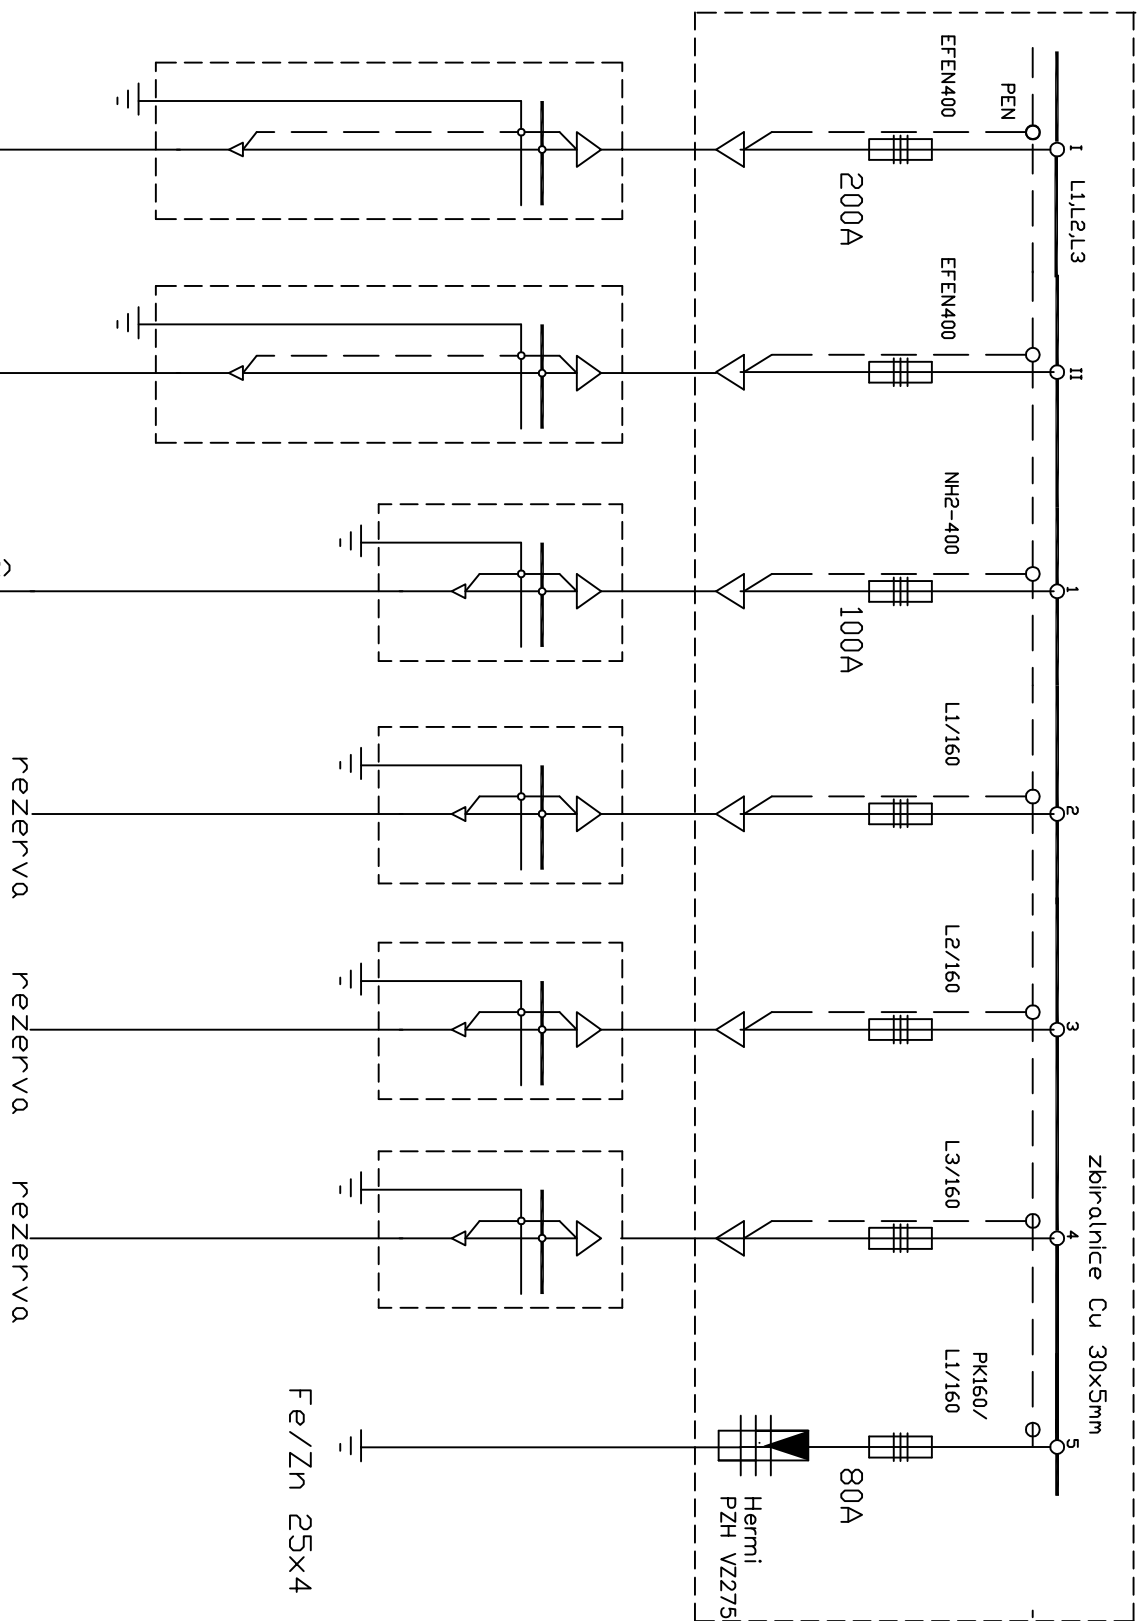 zbiralnice Cu 30x5mm
L1,L2,L3
I
II
1
2
3
4
5
PEN
EFEN400
EFEN400
NH2-400
L1/160
L2/160
L3/160
PK160/
L1/160
200A
100A
80A
Hermi
PZH VZ275
Fe/Zn 25x4
rezerva
rezerva
rezerva